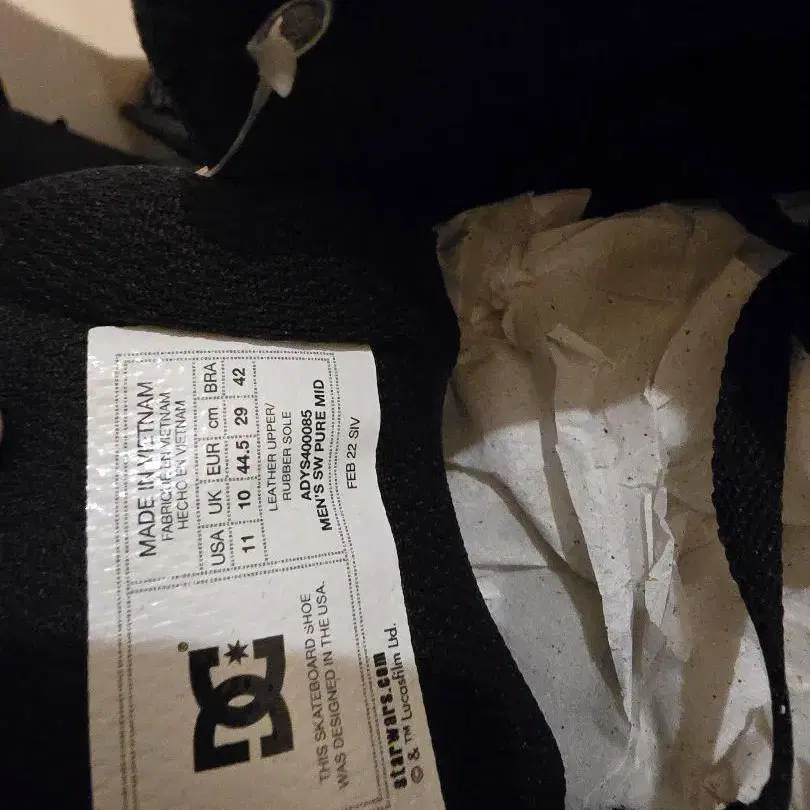 MADE IN VIETNAM
FABRIQUE EN VIETNAM
HECHO EN VIETNAM
USA UK EUR cm BRA
11 10 44.5 29 42
LEATHER UPPER/
RUBBER SOLE
ADYS400085
MEN'S SW PURE MID
FEB 22 SIV
DC ®
THIS SKATEBOARD SHOE
WAS DESIGNED IN THE USA.
starwars.com
© & ™ Lucasfilm Ltd.